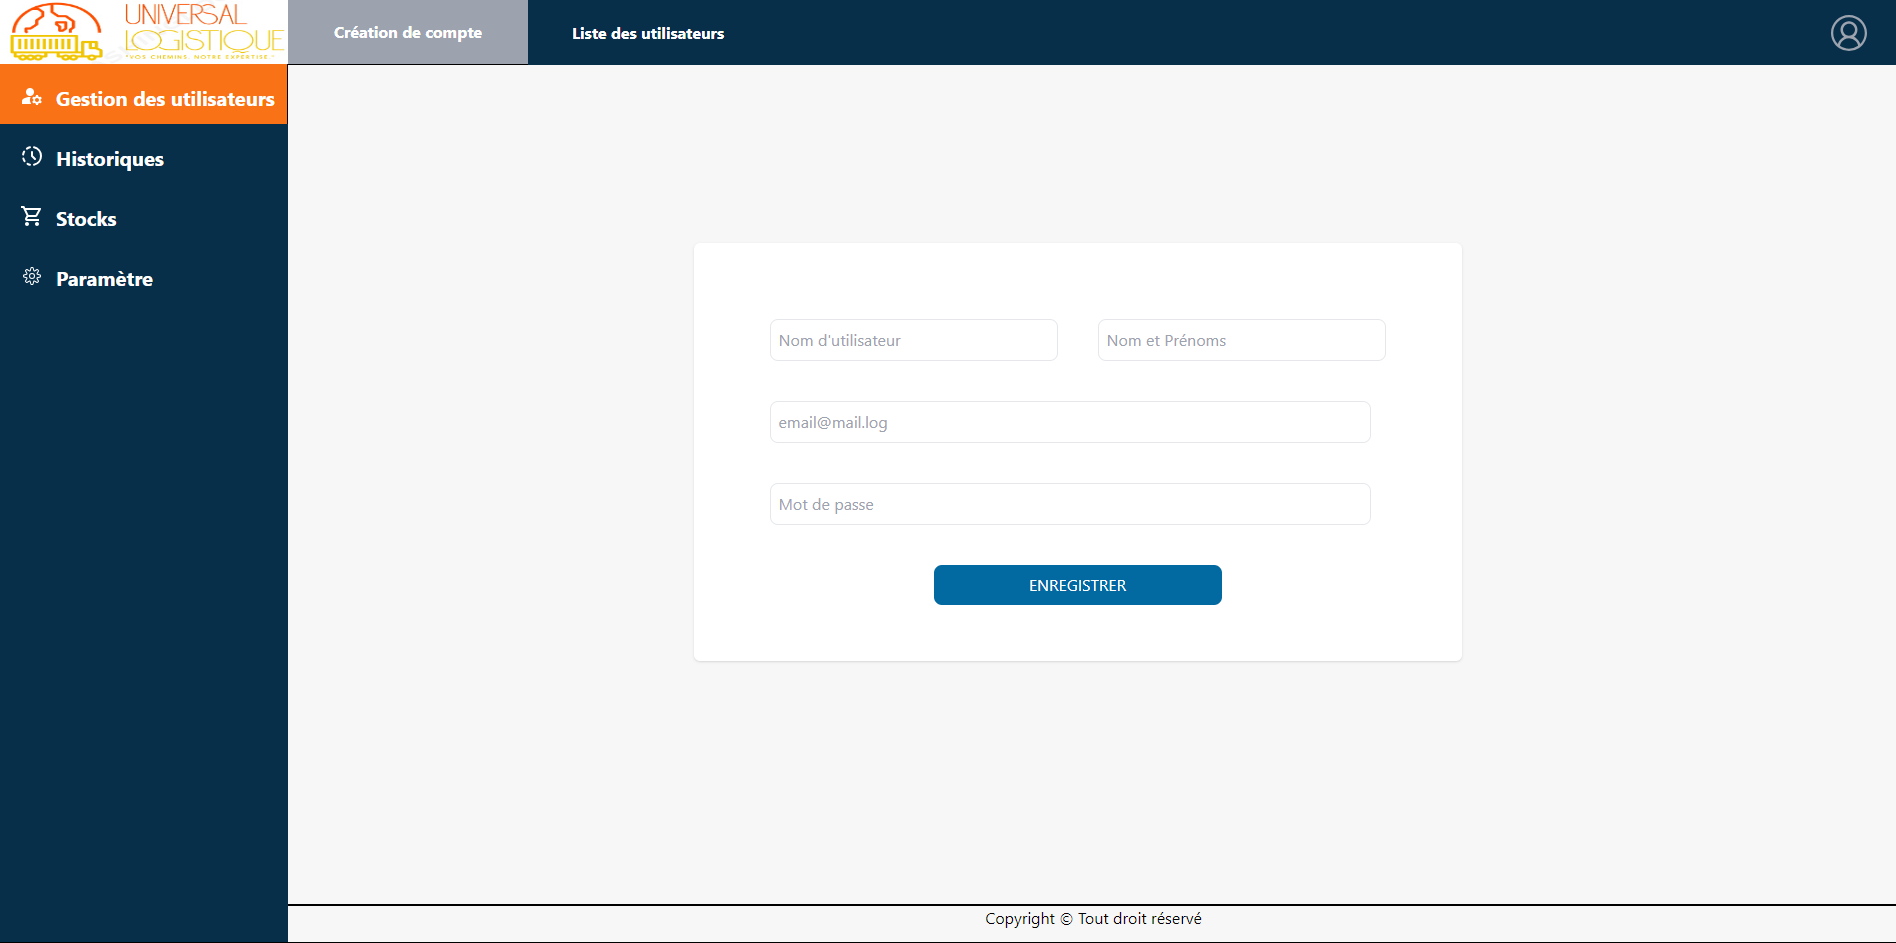 UNIVERSAL
LOGISTIQUE
"VOS CHEMINS, NOTRE EXPERTISE"
Création de compte
Liste des utilisateurs
Gestion des utilisateurs
Historiques
Stocks
Paramètre
Nom d'utilisateur
Nom et Prénoms
email@mail.log
Mot de passe
ENREGISTRER
Copyright © Tout droit réservé